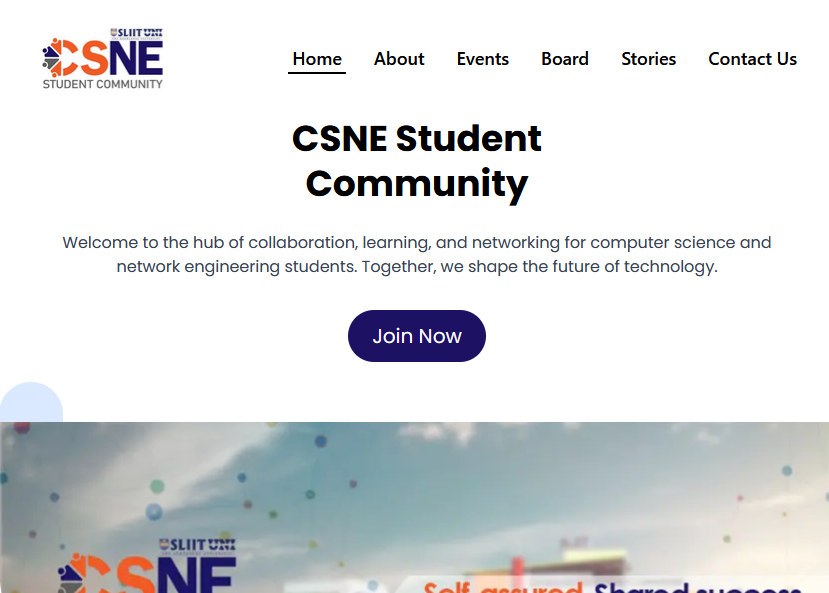 SLIIT UNI
CSNE
STUDENT COMMUNITY
Home About Events Board Stories Contact Us
CSNE Student
Community
Welcome to the hub of collaboration, learning, and networking for computer science and
network engineering students. Together, we shape the future of technology.
Join Now
SLIIT UNI
CSNE
Self-assured. Shared success